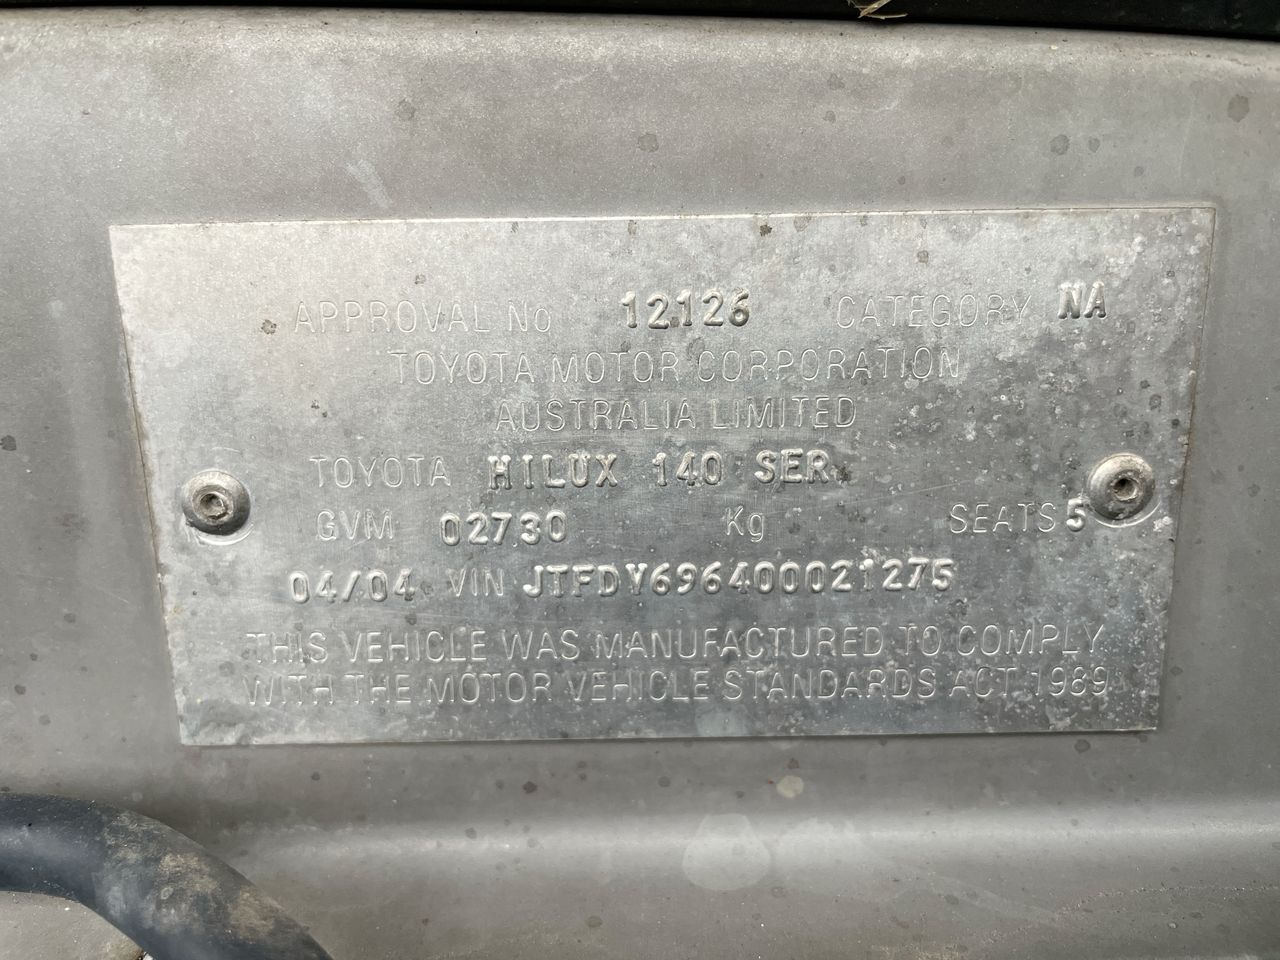 APPROVAL No 12126 CATEGORY NA
TOYOTA MOTOR CORPORATION
AUSTRALIA LIMITED
TOYOTA HILUX 140 SER.
GVM 02730 Kg SEATS 5
04/04 VIN JTFDV696400021275
THIS VEHICLE WAS MANUFACTURED TO COMPLY
WITH THE MOTOR VEHICLE STANDARDS ACT 1989